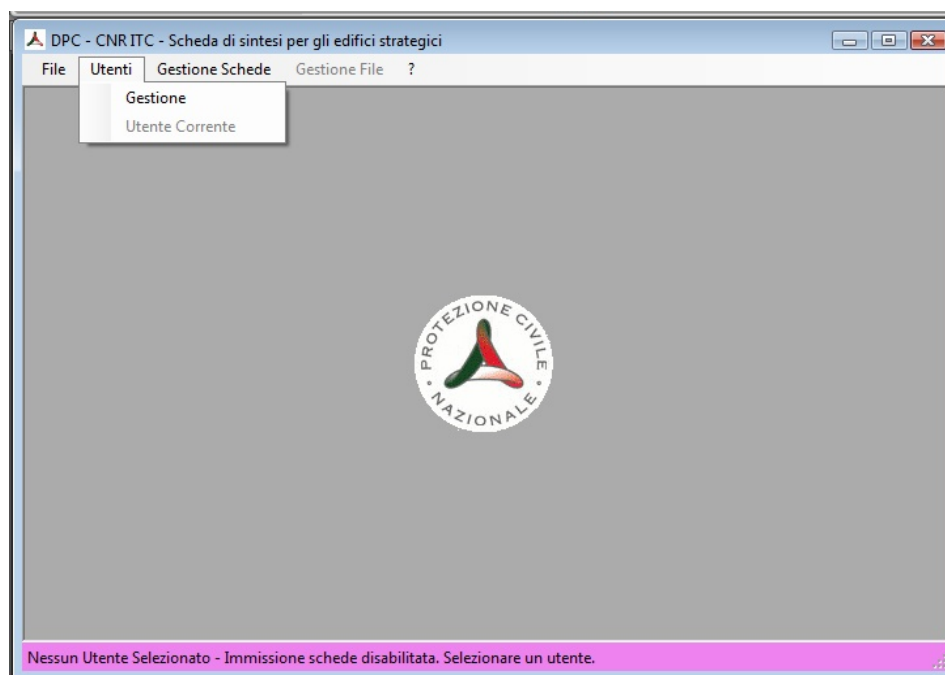 DPC - CNR ITC - Scheda di sintesi per gli edifici strategici
File Utenti Gestione Schede Gestione File ?
Gestione
Utente Corrente
PROTEZIONE CIVILE
NAZIONALE
Nessun Utente Selezionato - Immissione schede disabilitata. Selezionare un utente.